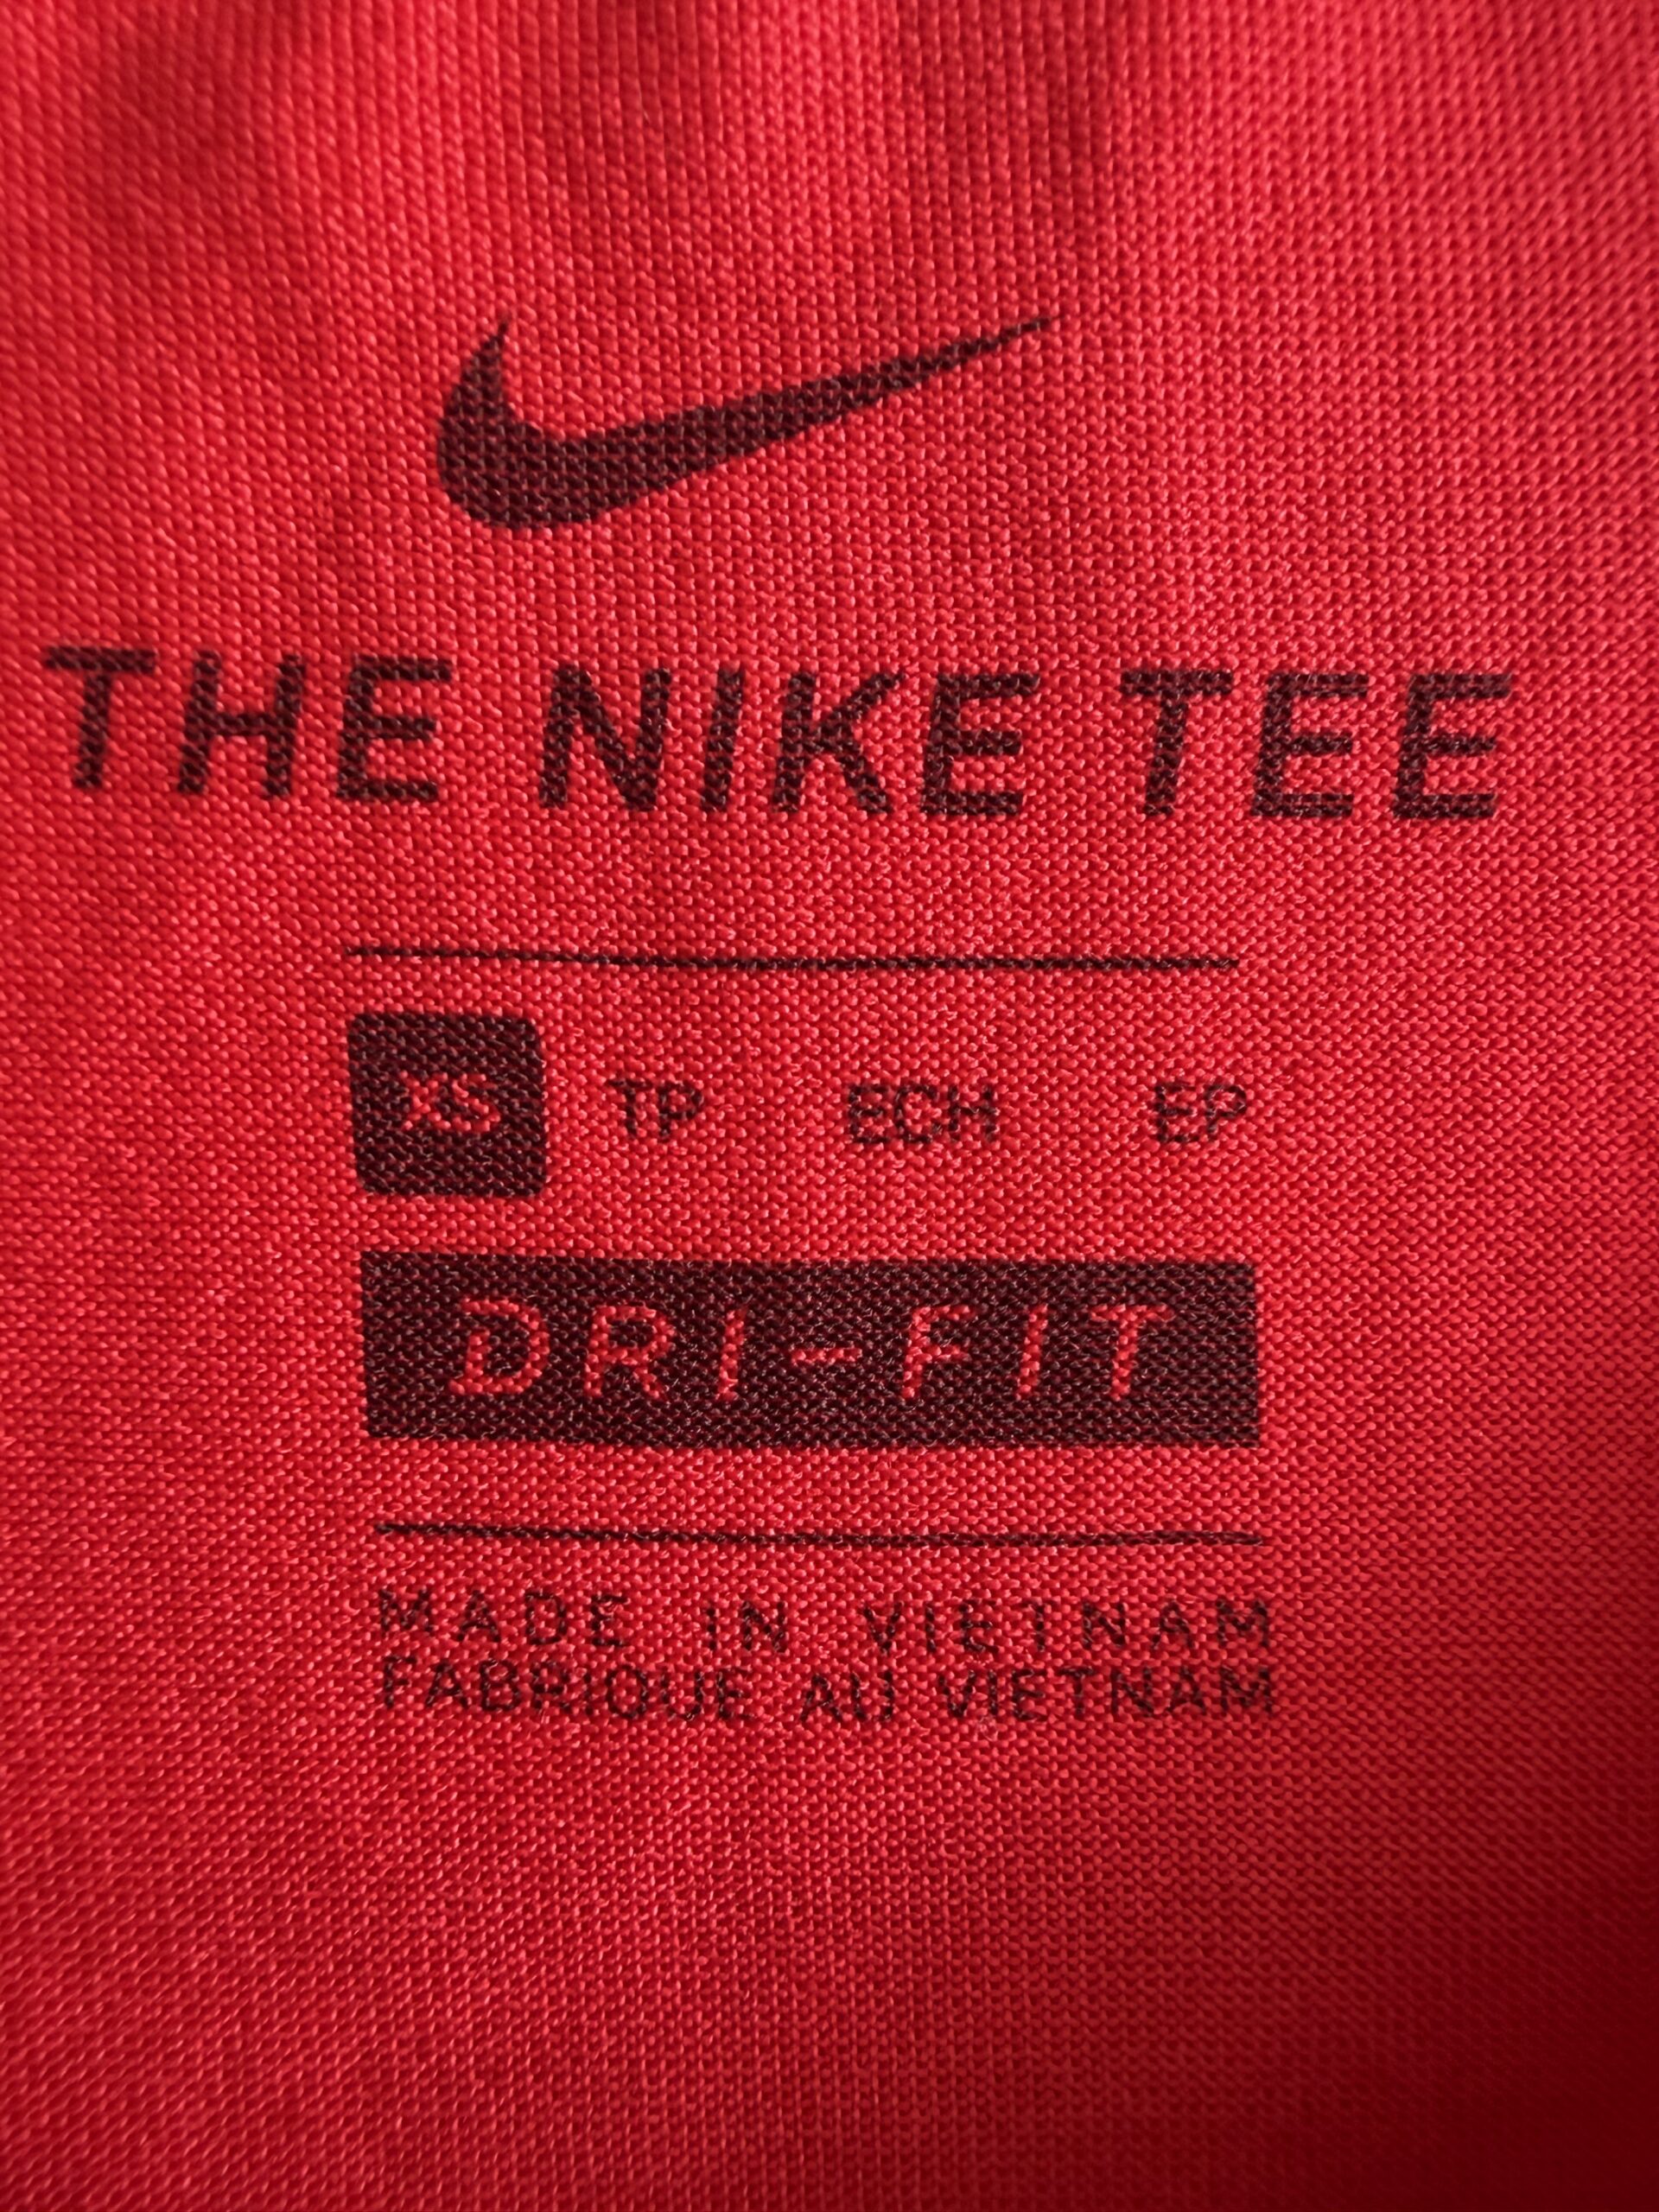 THE NIKE TEE
XS TP ECH EP
DRI-FIT
MADE IN VIETNAM
FABRIQUE AU VIETNAM